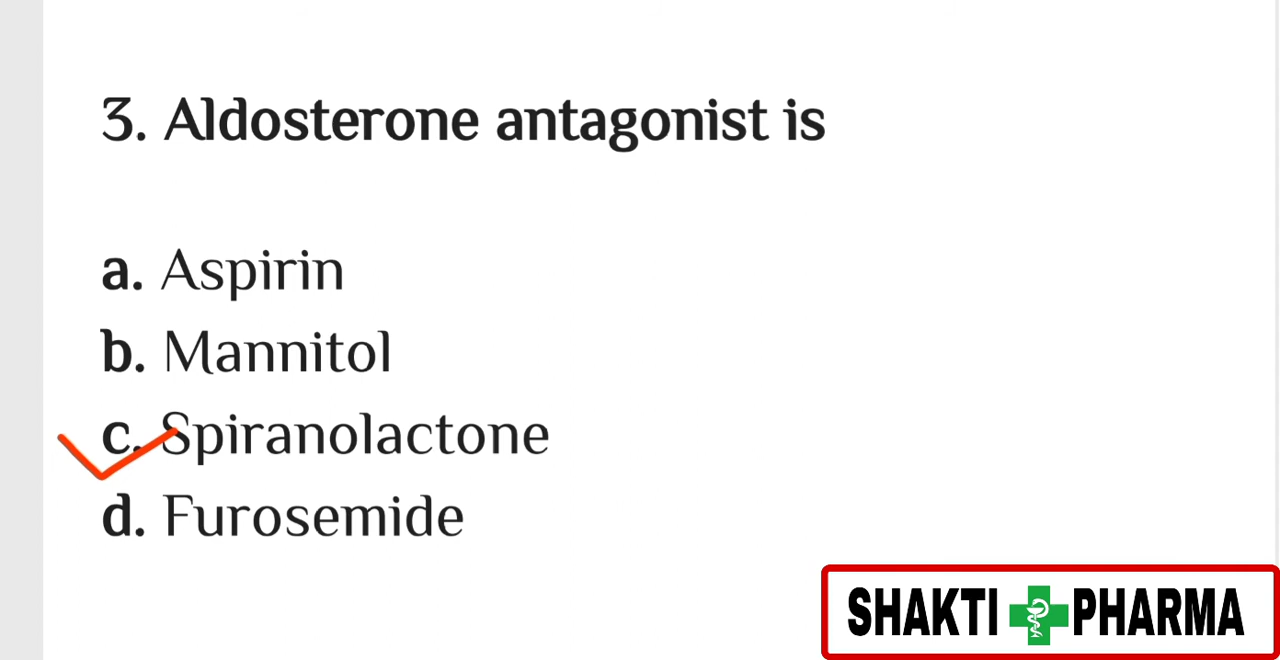 3. Aldosterone antagonist is
a. Aspirin
b. Mannitol
c. Spiranolactone
d. Furosemide
SHAKTI PHARMA